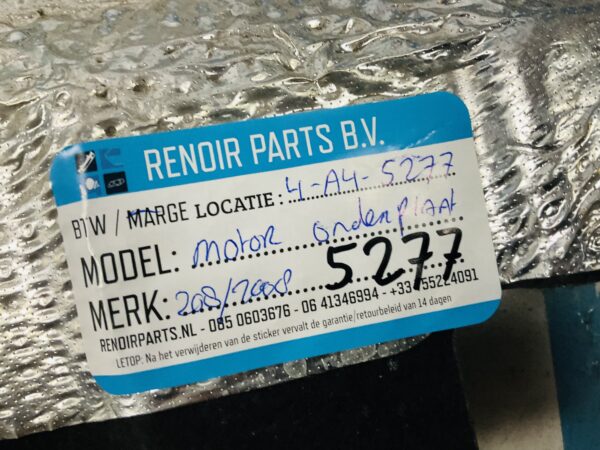 RENOIR PARTS B.V.
BTW / MARGE LOCATIE: 4-A4-5277
MODEL: motor onderplaat
MERK: 208/2008 5277
RENOIRPARTS.NL - 085 0603676 - 06 41346994 - +33 755224091
LETOP: Na het verwijderen van de sticker vervalt de garantie/retourbeleid van 14 dagen